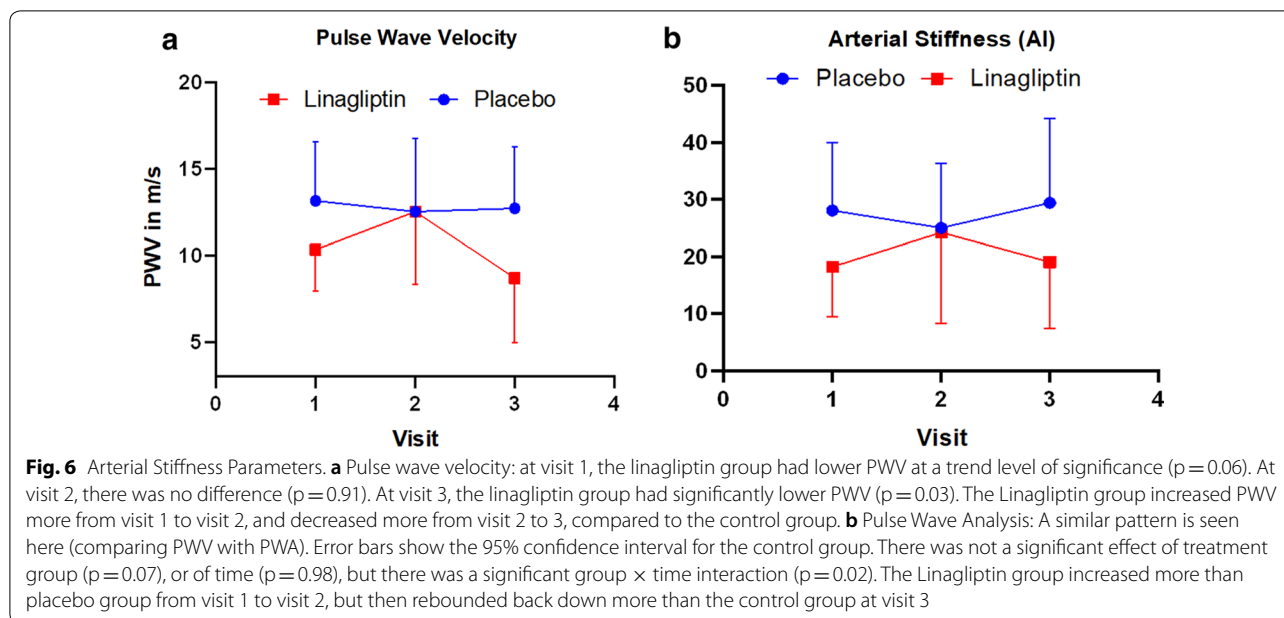 a
Pulse Wave Velocity
Linagliptin
Placebo
20
15
10
5
PWV in m/s
0
1
2
3
4
Visit
b
Arterial Stiffness (AI)
Placebo
Linagliptin
50
40
30
20
10
0
0
1
2
3
4
Visit
Fig. 6 Arterial Stiffness Parameters. a Pulse wave velocity: at visit 1, the linagliptin group had lower PWV at a trend level of significance (p = 0.06). At
visit 2, there was no difference (p = 0.91). At visit 3, the linagliptin group had significantly lower PWV (p = 0.03). The Linagliptin group increased PWV
more from visit 1 to visit 2, and decreased more from visit 2 to 3, compared to the control group. b Pulse Wave Analysis: A similar pattern is seen
here (comparing PWV with PWA). Error bars show the 95% confidence interval for the control group. There was not a significant effect of treatment
group (p = 0.07), or of time (p = 0.98), but there was a significant group × time interaction (p = 0.02). The Linagliptin group increased more than
placebo group from visit 1 to visit 2, but then rebounded back down more than the control group at visit 3